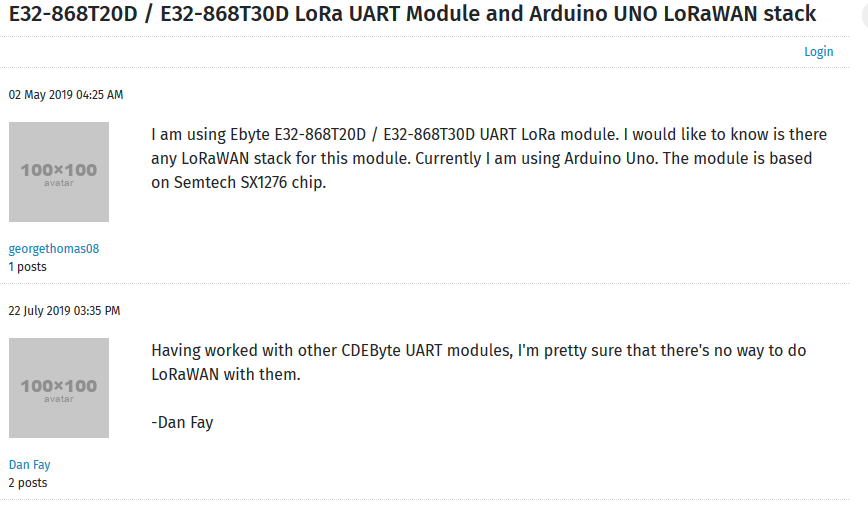 E32-868T20D / E32-868T30D LoRa UART Module and Arduino UNO LoRaWAN stack
Login
02 May 2019 04:25 AM
100×100
avatar
I am using Ebyte E32-868T20D / E32-868T30D UART LoRa module. I would like to know is there
any LoRaWAN stack for this module. Currently I am using Arduino Uno. The module is based
on Semtech SX1276 chip.
georgethomas08
1 posts
22 July 2019 03:35 PM
100×100
avatar
Having worked with other CDEByte UART modules, I'm pretty sure that there's no way to do
LoRaWAN with them.
-Dan Fay
Dan Fay
2 posts